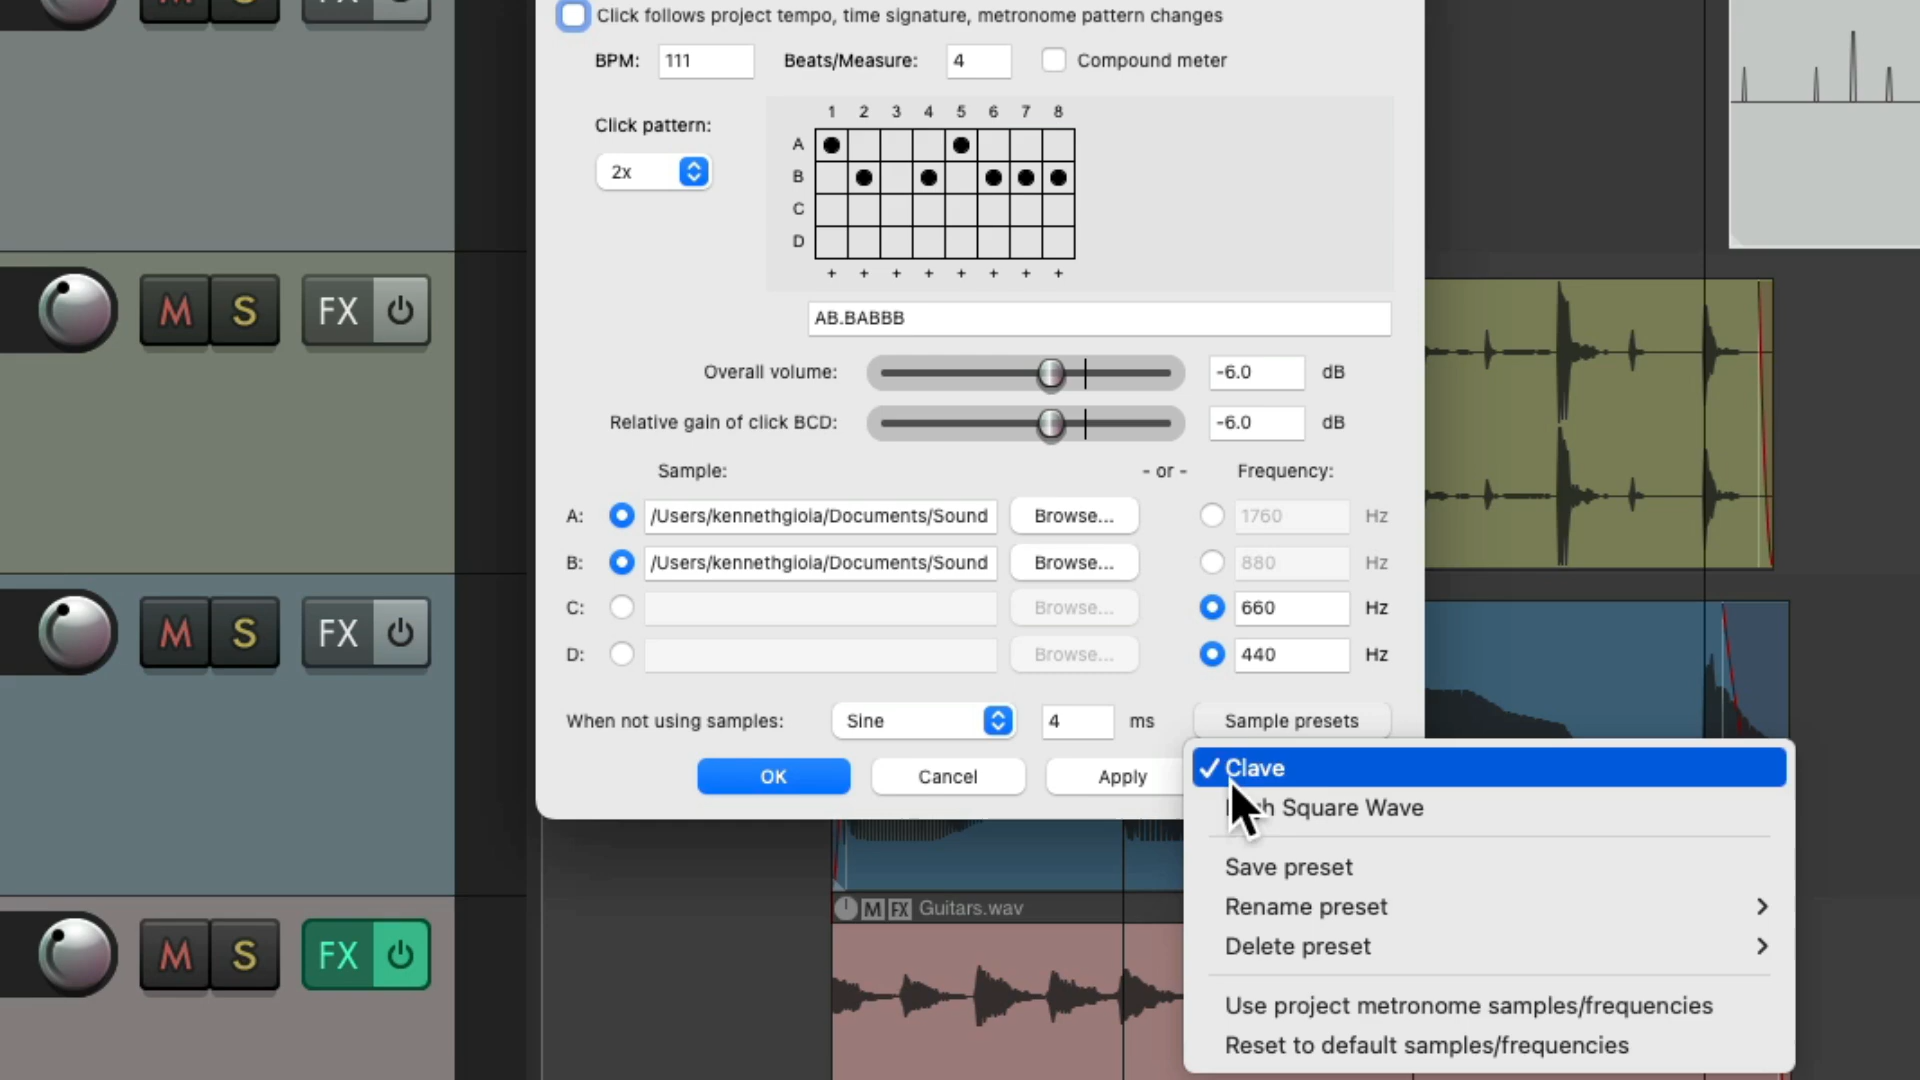 Click follows project tempo, time signature, metronome pattern changes
BPM: 111 Beats/Measure: 4 Compound meter
1 2 3 4 5 6 7 8
Click pattern:
A
2x
B
C
D
+ + + + + + + +
AB.BABBB
M S FX
Overall volume: -6.0 dB
Relative gain of click BCD: -6.0 dB
Sample: - or - Frequency:
A: /Users/kennethgioia/Documents/Sound Browse... 1760 Hz
B: /Users/kennethgioia/Documents/Sound Browse... 880 Hz
C: Browse... 660 Hz
M S FX
D: Browse... 440 Hz
When not using samples: Sine 4 ms Sample presets
OK Cancel Apply
✓ Clave
Square Wave
Save preset
Rename preset
Delete preset
Use project metronome samples/frequencies
Reset to default samples/frequencies
M FX Guitars.wav
M S FX